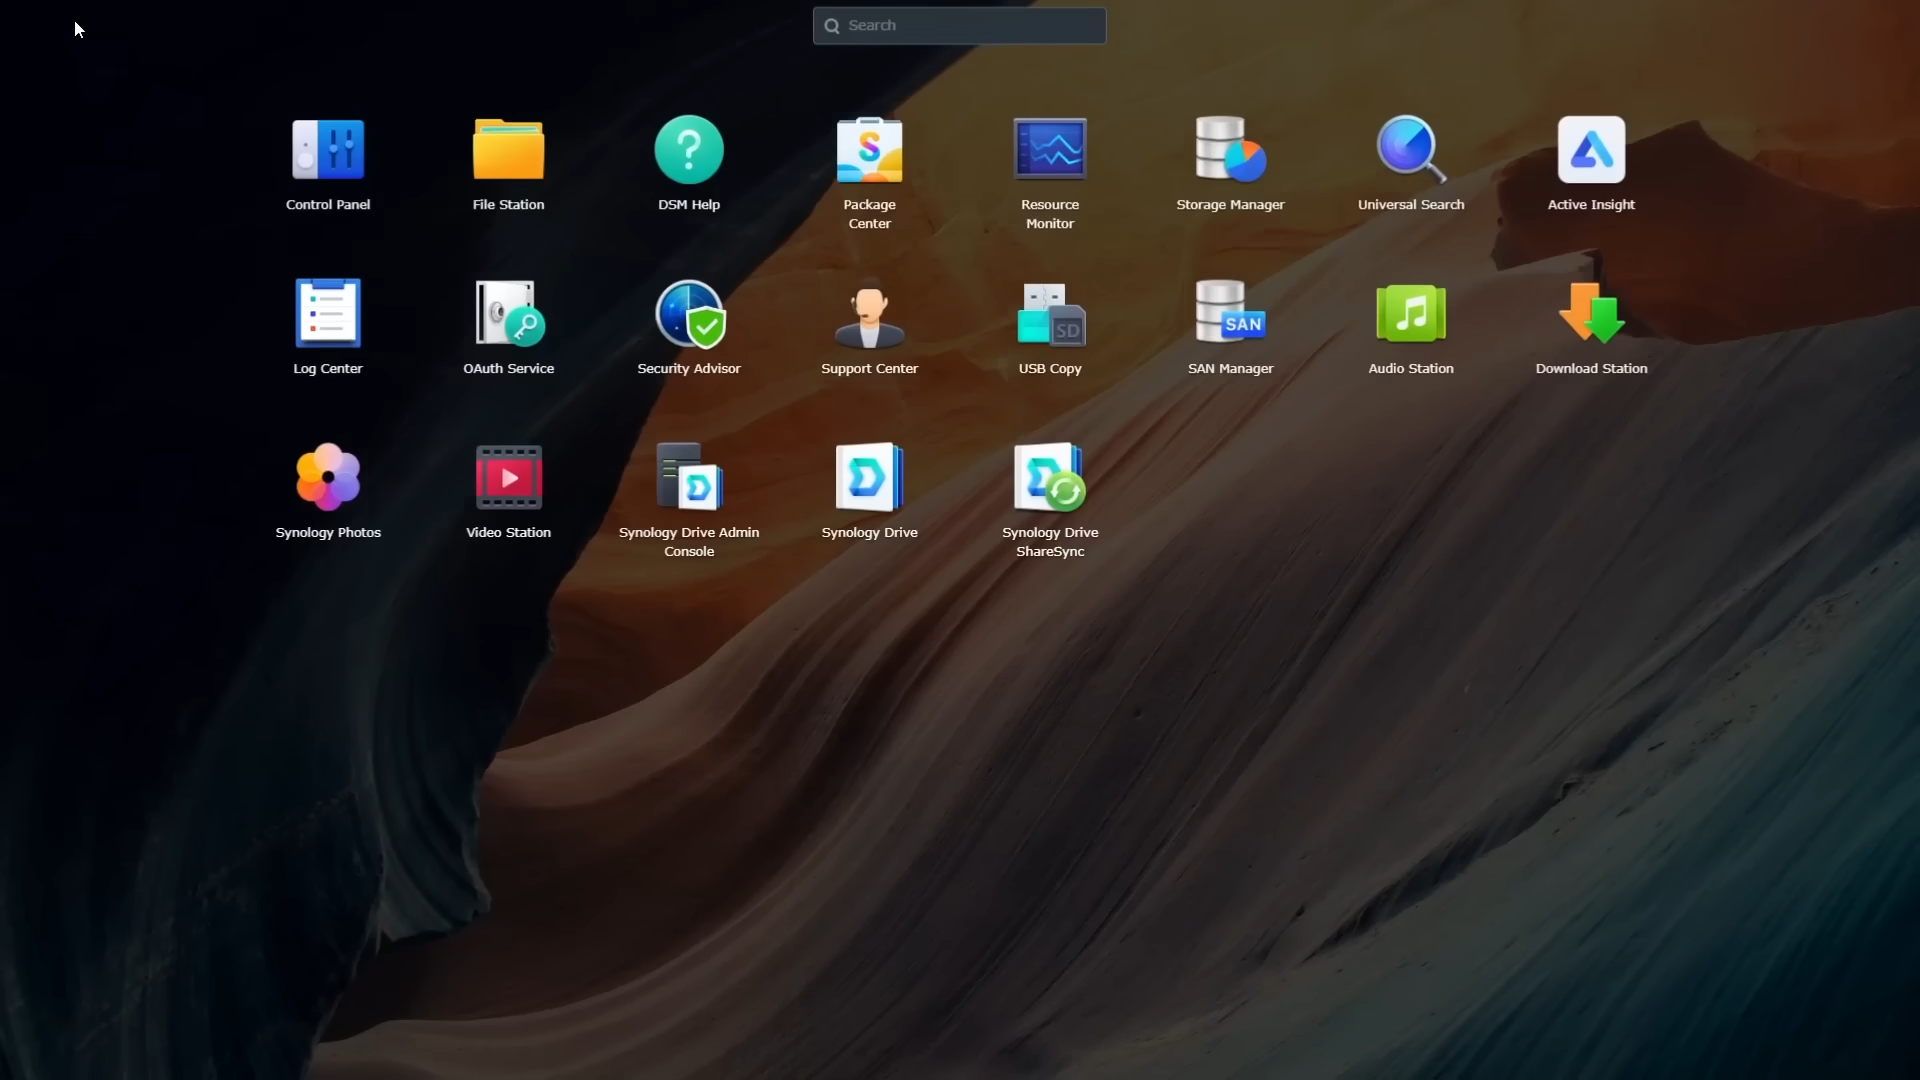 Search
Control Panel
File Station
DSM Help
Package
Center
Resource
Monitor
Storage Manager
Universal Search
Active Insight
Log Center
OAuth Service
Security Advisor
Support Center
SD
USB Copy
SAN
SAN Manager
Audio Station
Download Station
Synology Photos
Video Station
Synology Drive Admin
Console
Synology Drive
Synology Drive
ShareSync